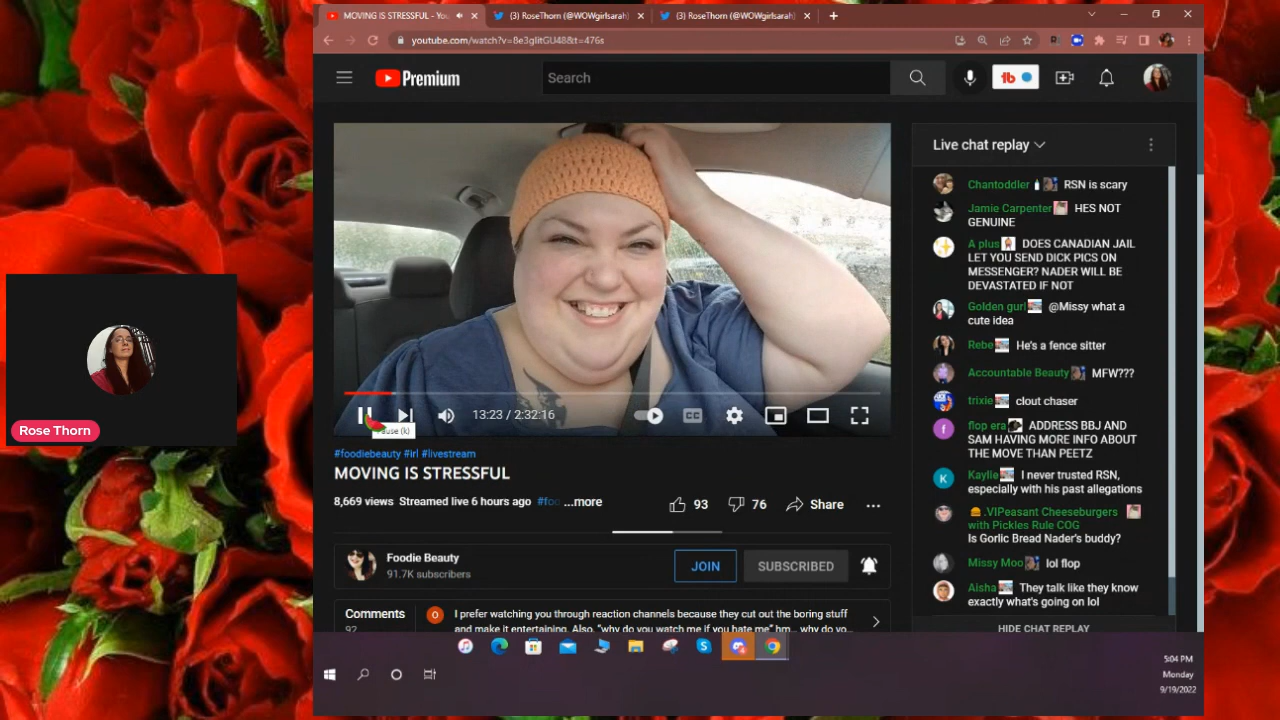 MOVING IS STRESSFUL - You
(3) RoseThorn (@WOWgirlsarah)
(3) RoseThorn (@WOWgirlsarah)
youtube.com/watch?v=8e3glitGU48&t=476s
Premium
Search
Live chat replay
Chantoddler RSN is scary
Jamie Carpenter HES NOT
GENUINE
A plus DOES CANADIAN JAIL
LET YOU SEND DICK PICS ON
MESSENGER? NADER WILL BE
DEVASTATED IF NOT
Golden gurl @Missy what a
cute idea
Rebe He's a fence sitter
Accountable Beauty MFW???
trixie clout chaser
flop era ADDRESS BBJ AND
SAM HAVING MORE INFO ABOUT
THE MOVE THAN PEETZ
K
Kaylie I never trusted RSN,
especially with his past allegations
.VIPeasant Cheeseburgers
with Pickles Rule COG
Is Gorlic Bread Nader's buddy?
Missy Moo lol flop
Aisha They talk like they know
exactly what's going on lol
HIDE CHAT REPLAY
13:23 / 2:32:16
CC
Pause (k)
#foodiebeauty #irl #livestream
MOVING IS STRESSFUL
8,669 views Streamed live 6 hours ago #foo ...more
93
76
Share
Foodie Beauty
91.7K subscribers
JOIN
SUBSCRIBED
Comments
92
I prefer watching you through reaction channels because they cut out the boring stuff
and make it entertaining. Also, "why do you watch me if you hate me" hm... why do yo...
Rose Thorn
5:04 PM
Monday
9/19/2022